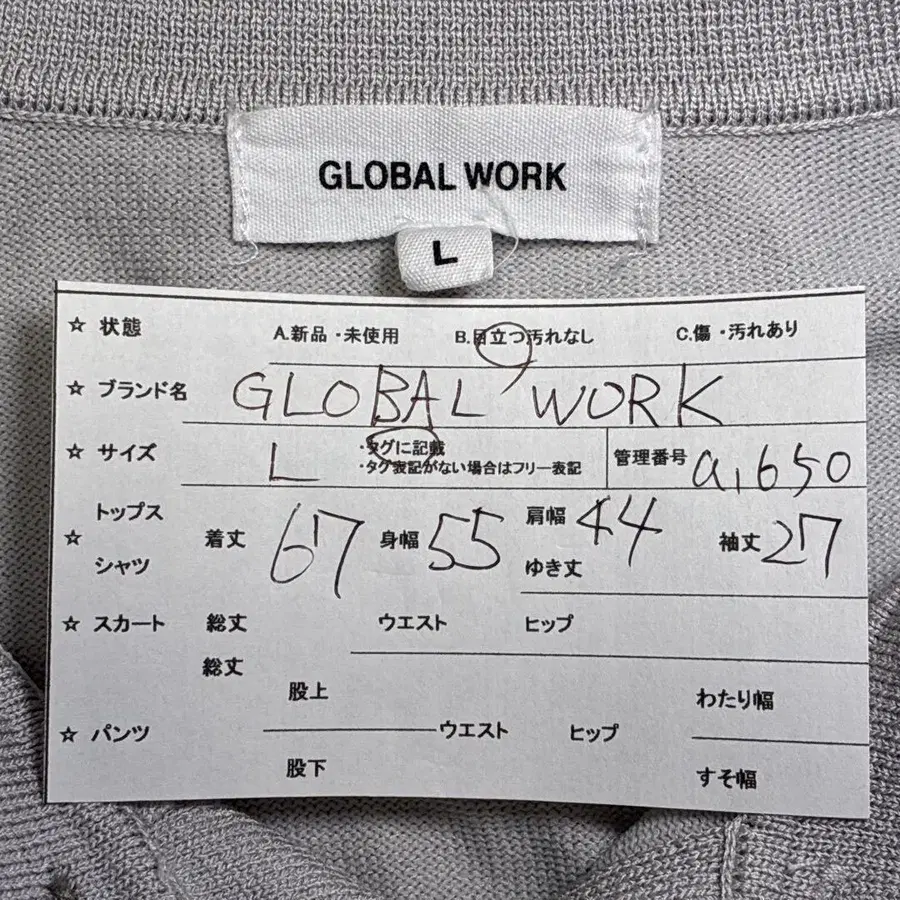 GLOBAL WORK
L
☆ 状態 A.新品・未使用 B.目立つ汚れなし C.傷・汚れあり
☆ ブランド名 GLOBAL WORK
☆ サイズ L ・タグに記載 管理番号 a,650
・タグ表記がない場合はフリー表記
☆ トップス 着丈 67 身幅 55 肩幅 44 袖丈 27
シャツ ゆき丈
☆ スカート 総丈 ウエスト ヒップ
総丈
☆ パンツ 股上 ウエスト ヒップ わたり幅
股下 すそ幅